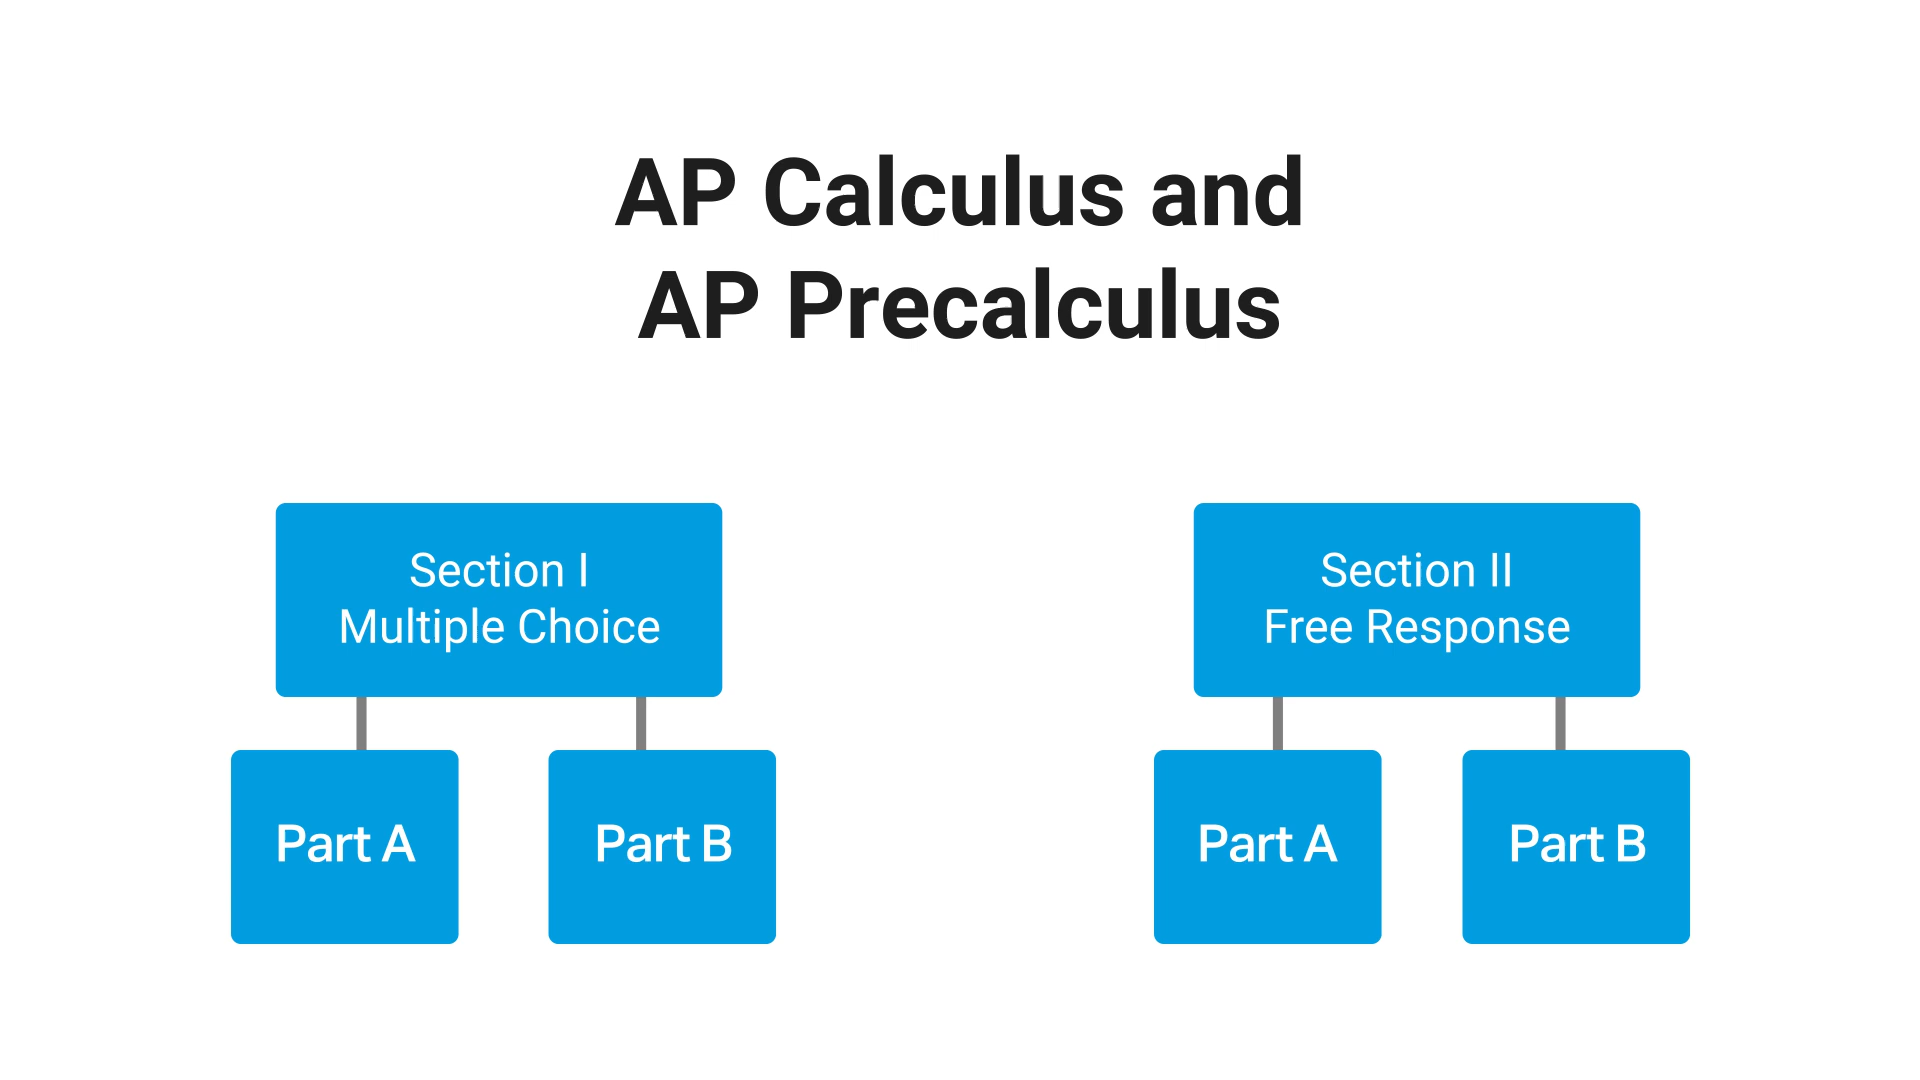 AP Calculus and
AP Precalculus
Section I
Multiple Choice
Part A
Part B
Section II
Free Response
Part A
Part B